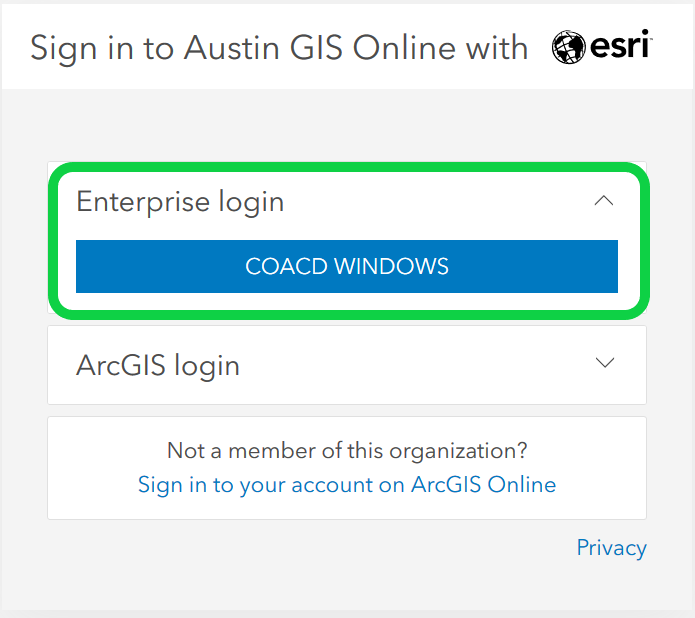 Sign in to Austin GIS Online with esri
Enterprise login
COACD WINDOWS
ArcGIS login
Not a member of this organization?
Sign in to your account on ArcGIS Online
Privacy